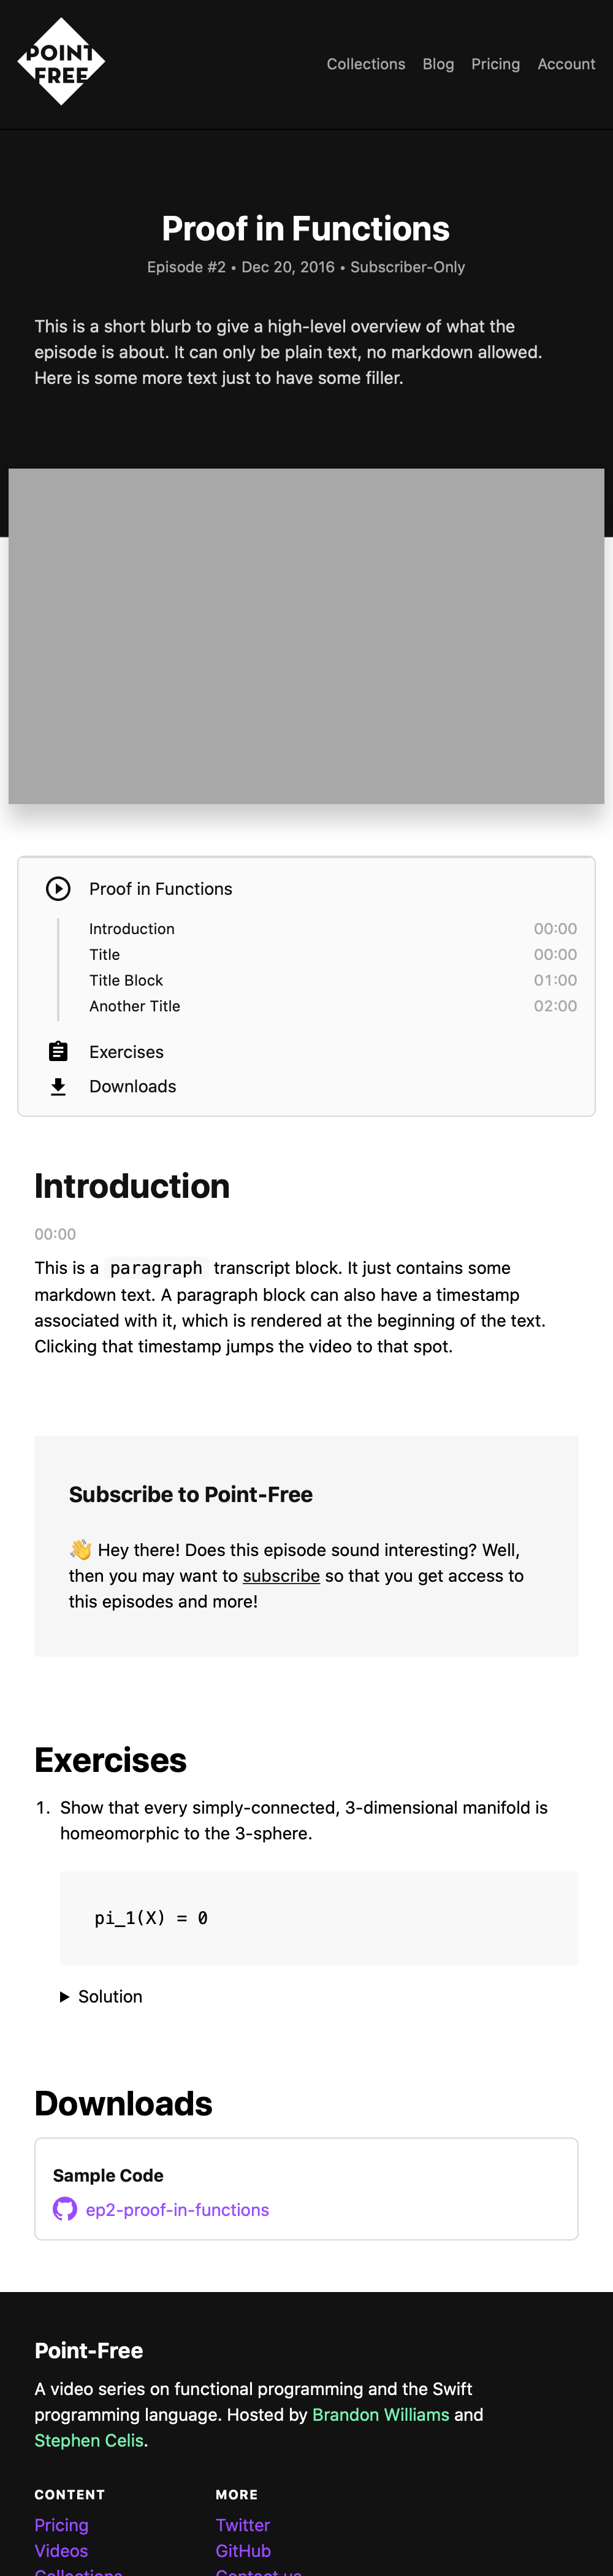 POINT
FREE
Collections Blog Pricing Account
Proof in Functions
Episode #2 • Dec 20, 2016 • Subscriber-Only
This is a short blurb to give a high-level overview of what the
episode is about. It can only be plain text, no markdown allowed.
Here is some more text just to have some filler.
Proof in Functions
Introduction 00:00
Title 00:00
Title Block 01:00
Another Title 02:00
Exercises
Downloads
Introduction
00:00
This is a paragraph transcript block. It just contains some
markdown text. A paragraph block can also have a timestamp
associated with it, which is rendered at the beginning of the text.
Clicking that timestamp jumps the video to that spot.
Subscribe to Point-Free
👋 Hey there! Does this episode sound interesting? Well,
then you may want to subscribe so that you get access to
this episodes and more!
Exercises
1. Show that every simply-connected, 3-dimensional manifold is
homeomorphic to the 3-sphere.
pi_1(X) = 0
Solution
Downloads
Sample Code
ep2-proof-in-functions
Point-Free
A video series on functional programming and the Swift
programming language. Hosted by Brandon Williams and
Stephen Celis.
CONTENT MORE
Pricing Twitter
Videos GitHub
Collections Contact us